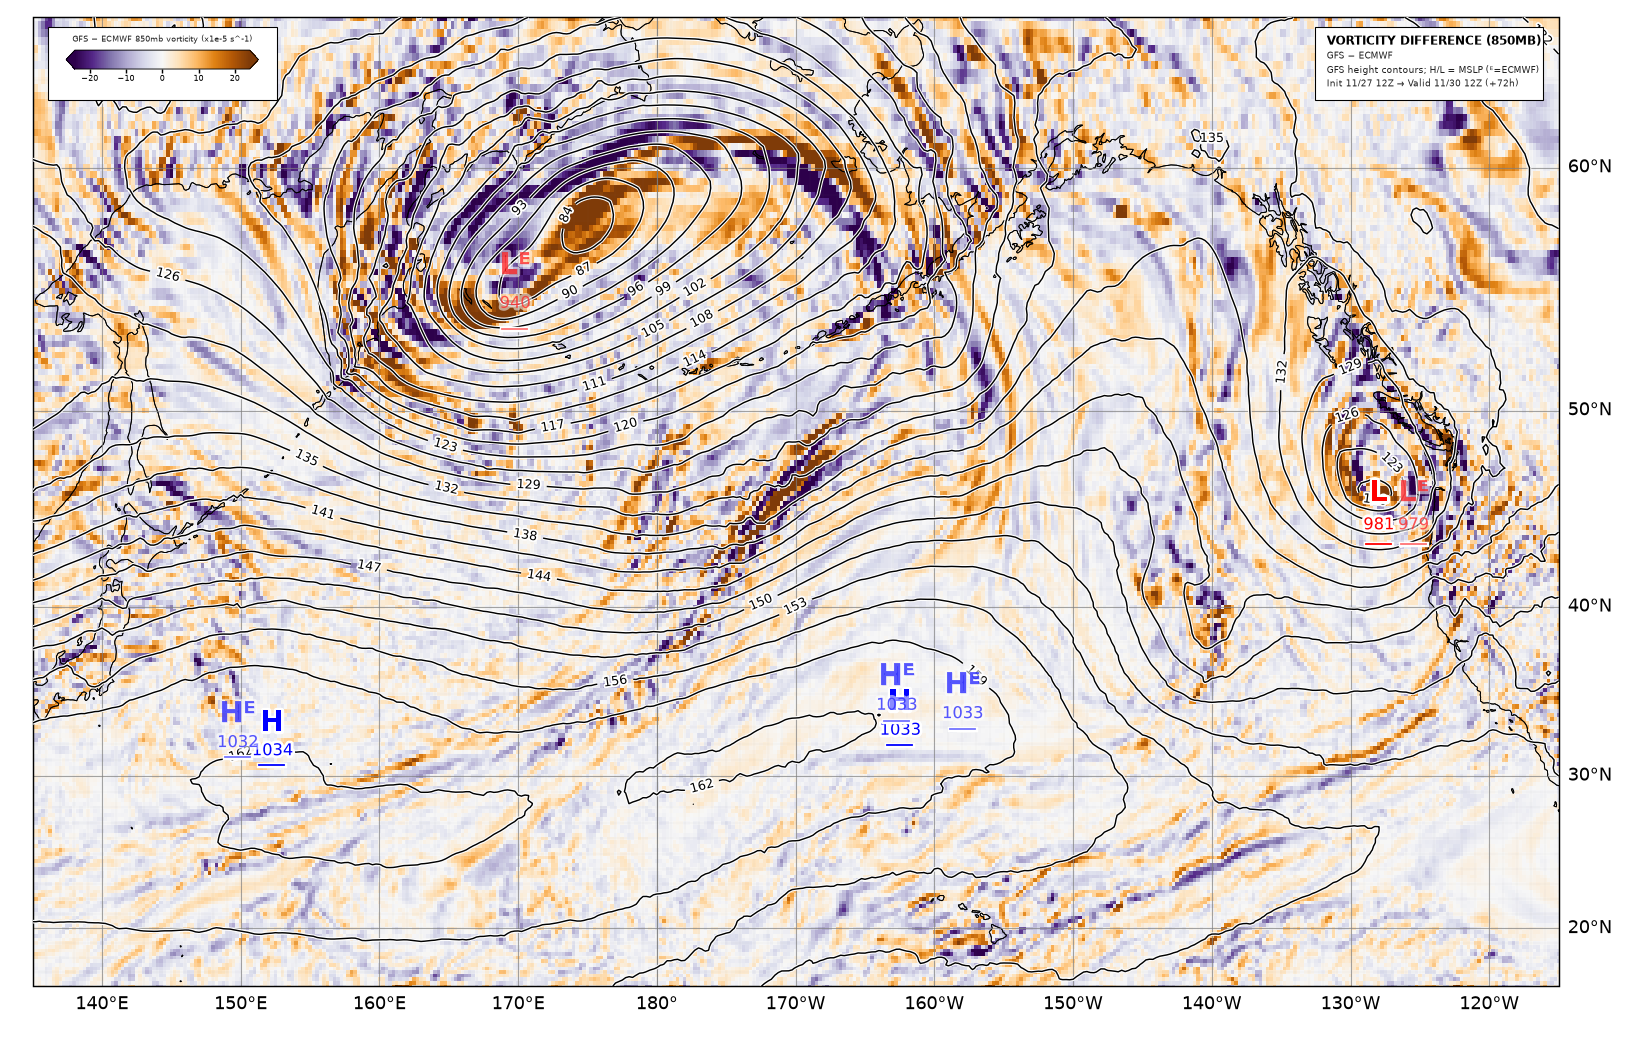 GFS − ECMWF 850mb vorticity (x1e-5 s^-1)
−20 −10 0 10 20
VORTICITY DIFFERENCE (850MB)
GFS − ECMWF
GFS height contours; H/L = MSLP (ᴱ=ECMWF)
Init 11/27 12Z → Valid 11/30 12Z (+72h)
135
60°N
93
84
126
87
90
96
99
102
105
108
114
111
132
129
126
50°N
117
120
123
123
135
132
129
141
138
147
144
150
153
40°N
156
162
30°N
20°N
Lᴱ
940
L
981
Lᴱ
979
Hᴱ
1033
H
1033
Hᴱ
1033
Hᴱ
1032
H
1034
140°E 150°E 160°E 170°E 180° 170°W 160°W 150°W 140°W 130°W 120°W